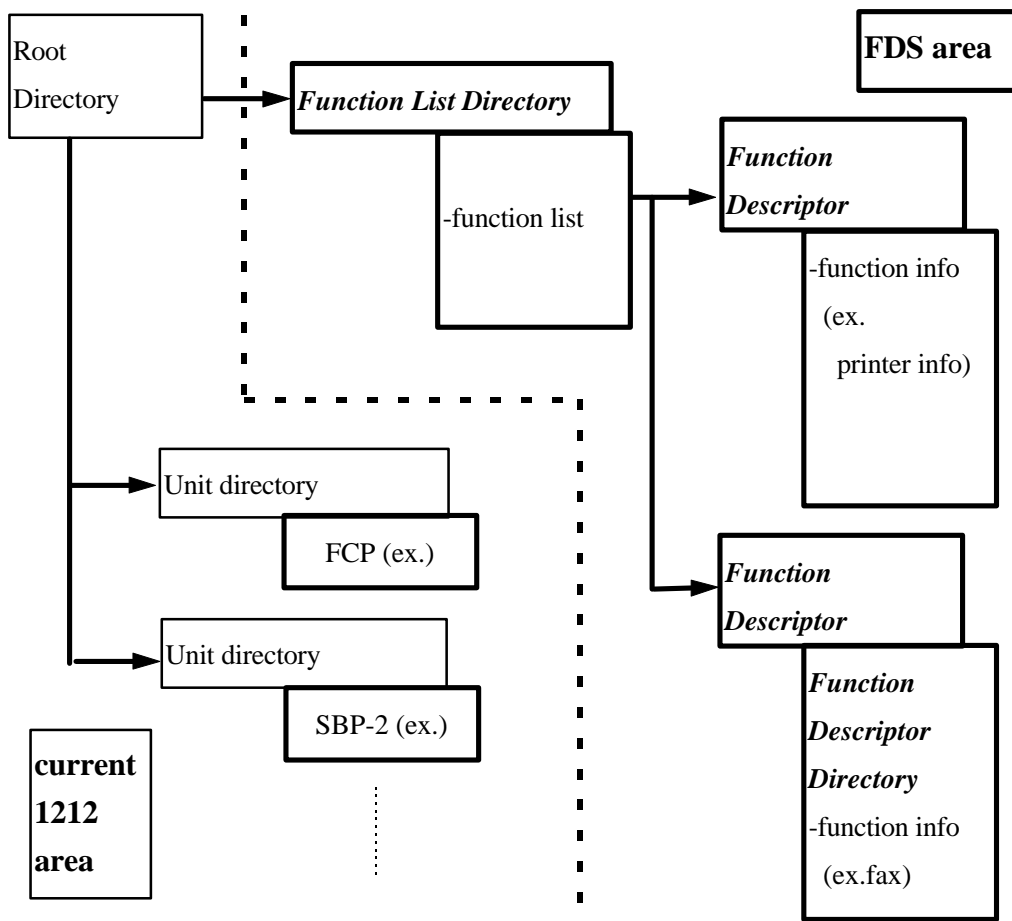 Root
Directory
FDS area
Function List Directory
-function list
Function
Descriptor
-function info
(ex.
printer info)
Unit directory
FCP (ex.)
Unit directory
SBP-2 (ex.)
Function
Descriptor
Function
Descriptor
Directory
-function info
(ex.fax)
current
1212
area